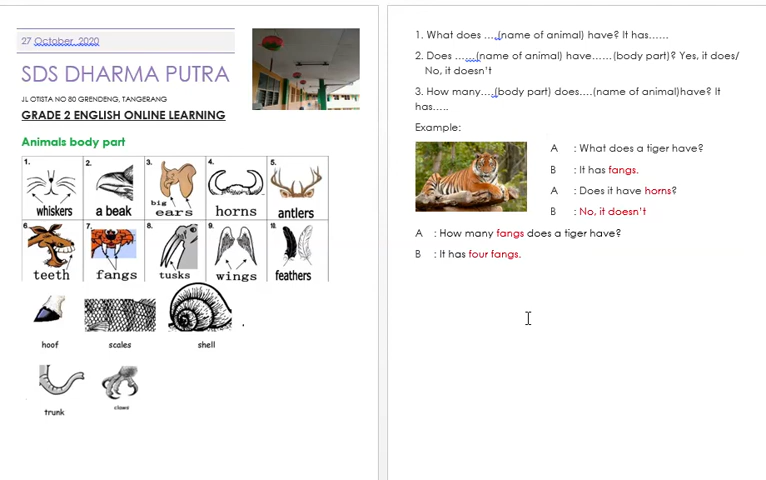 27 October, 2020
SDS DHARMA PUTRA
JL OTISTA NO 80 GRENDENG, TANGERANG
GRADE 2 ENGLISH ONLINE LEARNING
Animals body part
1. 2. 3. 4. 5.
whiskers a beak big ears horns antlers
6. 7. 8. 9. 10.
teeth fangs tusks wings feathers
hoof scales shell
trunk claws
1. What does ….(name of animal) have? It has……
2. Does ……(name of animal) have……(body part)? Yes, it does/
No, it doesn't
3. How many….(body part) does….(name of animal)have? It
has…..
Example:
A : What does a tiger have?
B : It has fangs.
A : Does it have horns?
B : No, it doesn't
A : How many fangs does a tiger have?
B : It has four fangs.